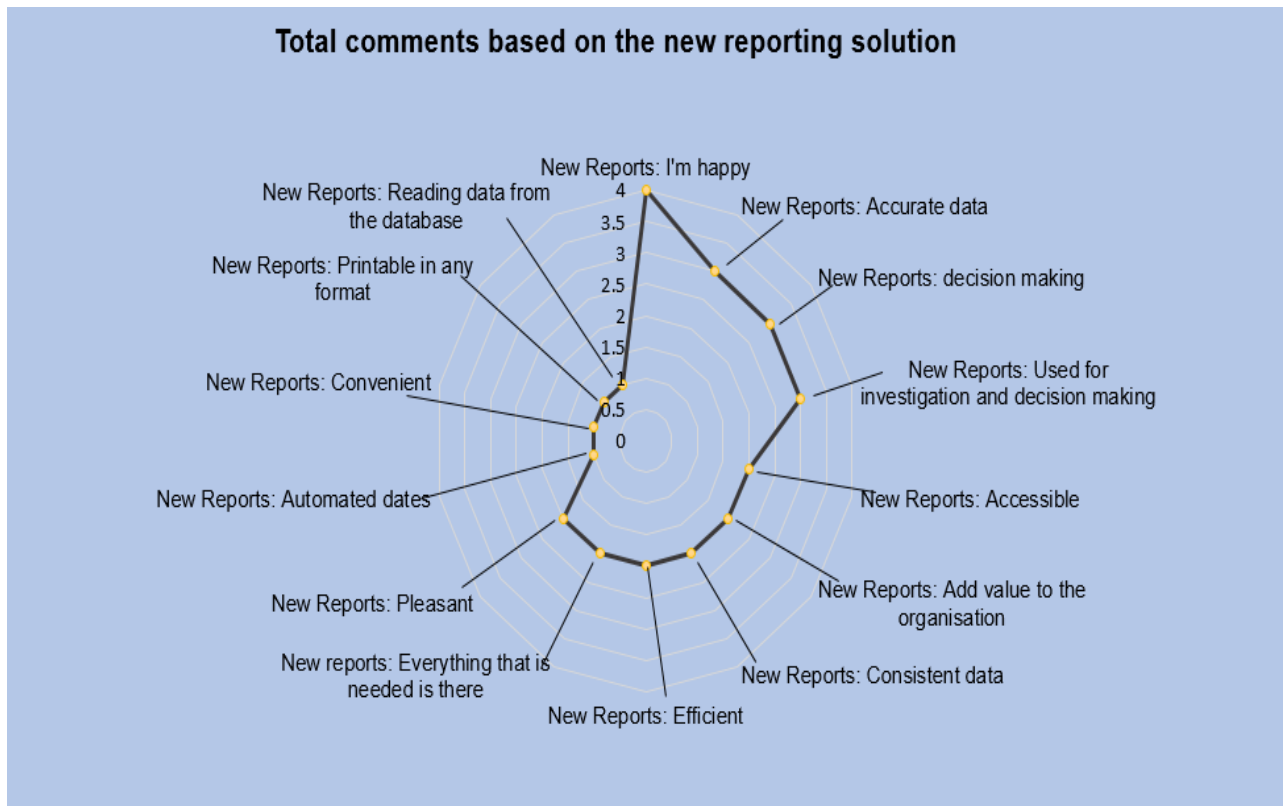 Total comments based on the new reporting solution
New Reports: I'm happy
New Reports: Accurate data
New Reports: decision making
New Reports: Used for
investigation and decision making
New Reports: Accessible
New Reports: Add value to the
organisation
New Reports: Consistent data
New Reports: Efficient
New reports: Everything that is
needed is there
New Reports: Pleasant
New Reports: Automated dates
New Reports: Convenient
New Reports: Printable in any
format
New Reports: Reading data from
the database
4
3.5
3
2.5
2
1.5
1
0.5
0